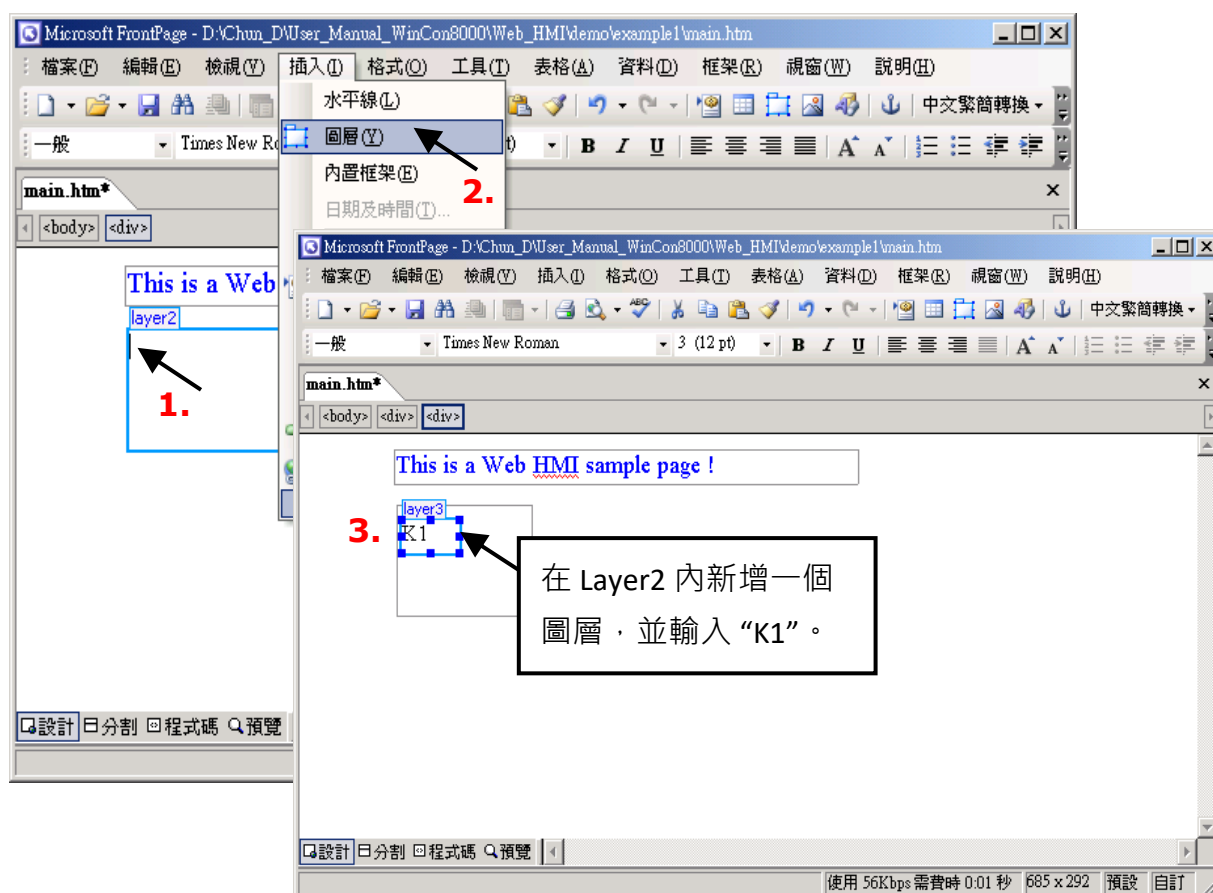 Microsoft FrontPage - D:\Chun_D\User_Manual_WinCon8000\Web_HMI\demo\example1\main.htm
檔案(F) 編輯(E) 檢視(V) 插入(I) 格式(O) 工具(T) 表格(A) 資料(D) 框架(R) 視窗(W) 說明(H)
水平線(L)
中文繁簡轉換
一般 Times New Ro
圖層(Y)
B I U A A
內置框架(E)
2.
日期及時間(T)...
main.htm*
<body> <div>
This is a Web
layer2
1.
設計 分割 程式碼 預覽
Microsoft FrontPage - D:\Chun_D\User_Manual_WinCon8000\Web_HMI\demo\example1\main.htm
檔案(F) 編輯(E) 檢視(V) 插入(I) 格式(O) 工具(T) 表格(A) 資料(D) 框架(R) 視窗(W) 說明(H)
中文繁簡轉換
一般 Times New Roman 3 (12 pt) B I U A A
main.htm*
<body> <div> <div>
This is a Web HMI sample page !
layer3
3.
K1
在 Layer2 內新增一個
圖層，並輸入 “K1”。
設計 分割 程式碼 預覽
使用 56Kbps 需費時 0:01 秒 685 x 292 預設 自訂